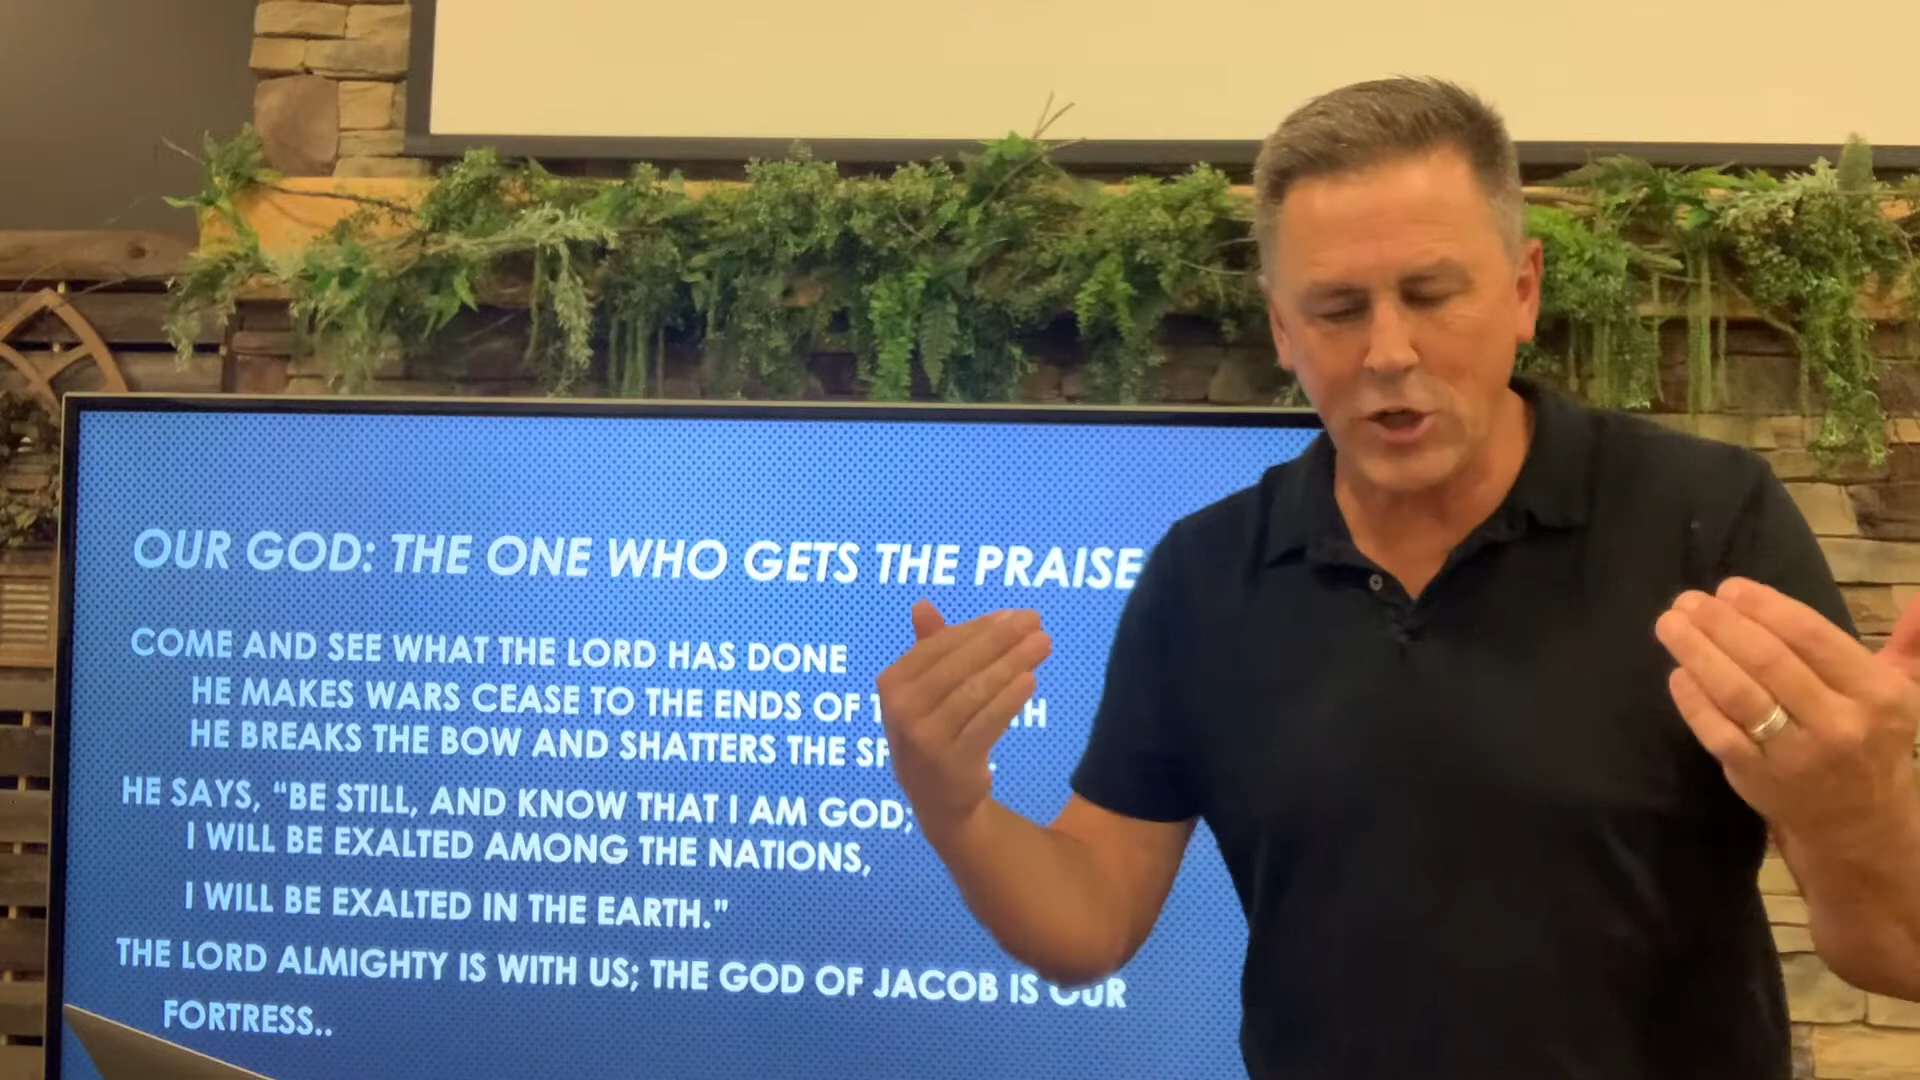 OUR GOD: THE ONE WHO GETS THE PRAISE
COME AND SEE WHAT THE LORD HAS DONE
HE MAKES WARS CEASE TO THE ENDS OF
HE BREAKS THE BOW AND SHATTERS THE
HE SAYS, “BE STILL, AND KNOW THAT I AM GOD;
I WILL BE EXALTED AMONG THE NATIONS,
I WILL BE EXALTED IN THE EARTH."
THE LORD ALMIGHTY IS WITH US; THE GOD OF JACOB IS OUR
FORTRESS..